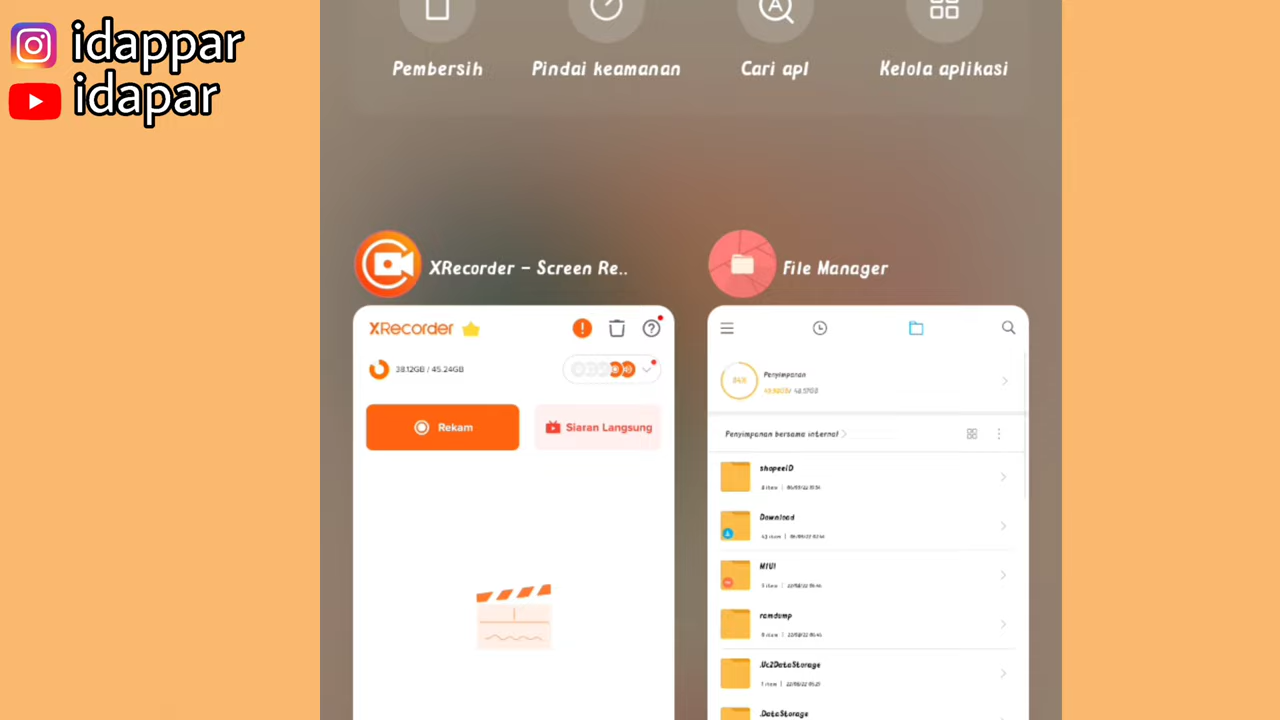 idappar
idapar
Pembersih
Pindai keamanan
Cari apl
Kelola aplikasi
XRecorder - Screen Re..
File Manager
XRecorder
38.12GB / 45.24GB
Rekam
Siaran Langsung
Penyimpanan
Penyimpanan bersama internal
shopeeID
Download
MIUI
ramdump
.Uc2DataStorage
.DataStorage